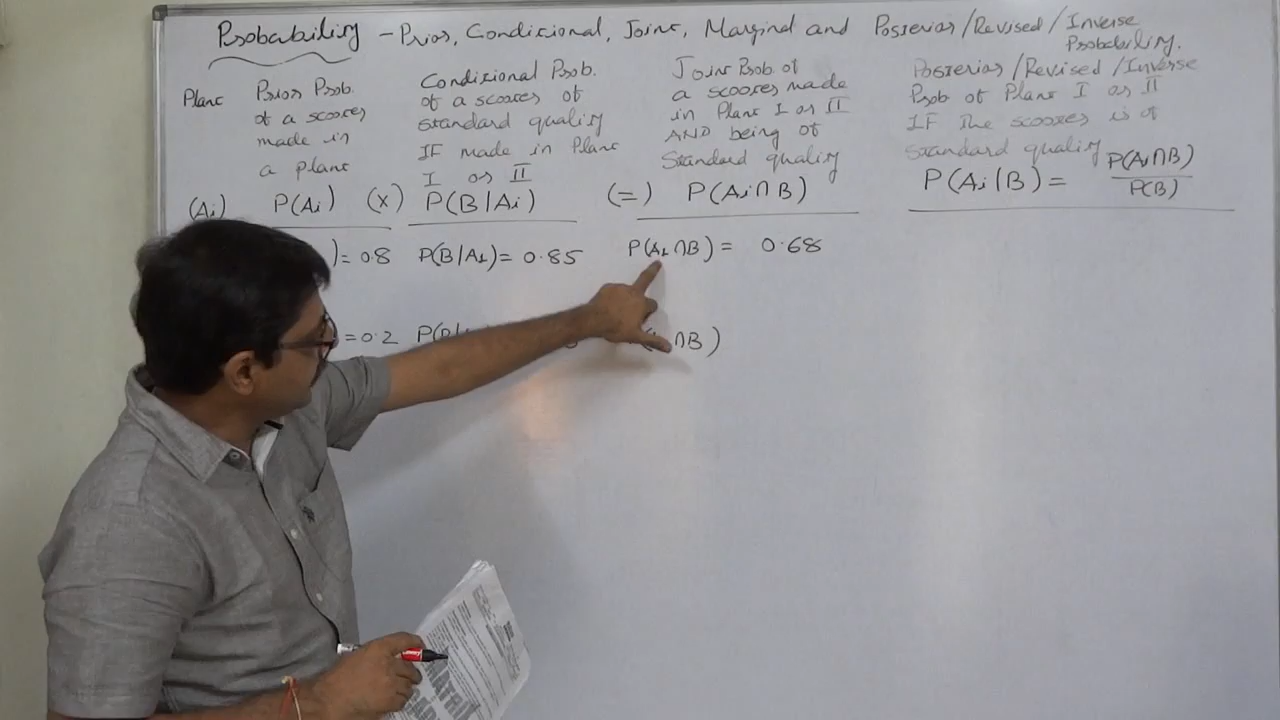 Probability - Prior, Conditional, Joint, Marginal and Posterior/Revised/Inverse
Probability.
Plant
Prior Prob.
of a scooter
made in
a plant
(Ai) P(Ai) (x)
Conditional Prob.
of a scooter of
Standard quality
IF made in Plant
I or II
P(B/Ai)
Joint Prob of
a scooter made
in Plant I or II
AND being of
Standard quality
(=) P(Ai∩B)
Posterior/Revised/Inverse
Prob of Plant I or II
IF the scooter is of
Standard quality
P(Ai|B) = P(Ai∩B)
P(B)
)=0.8 P(B/A1)= 0.85 P(A1∩B) = 0.68
=0.2 ∩B)